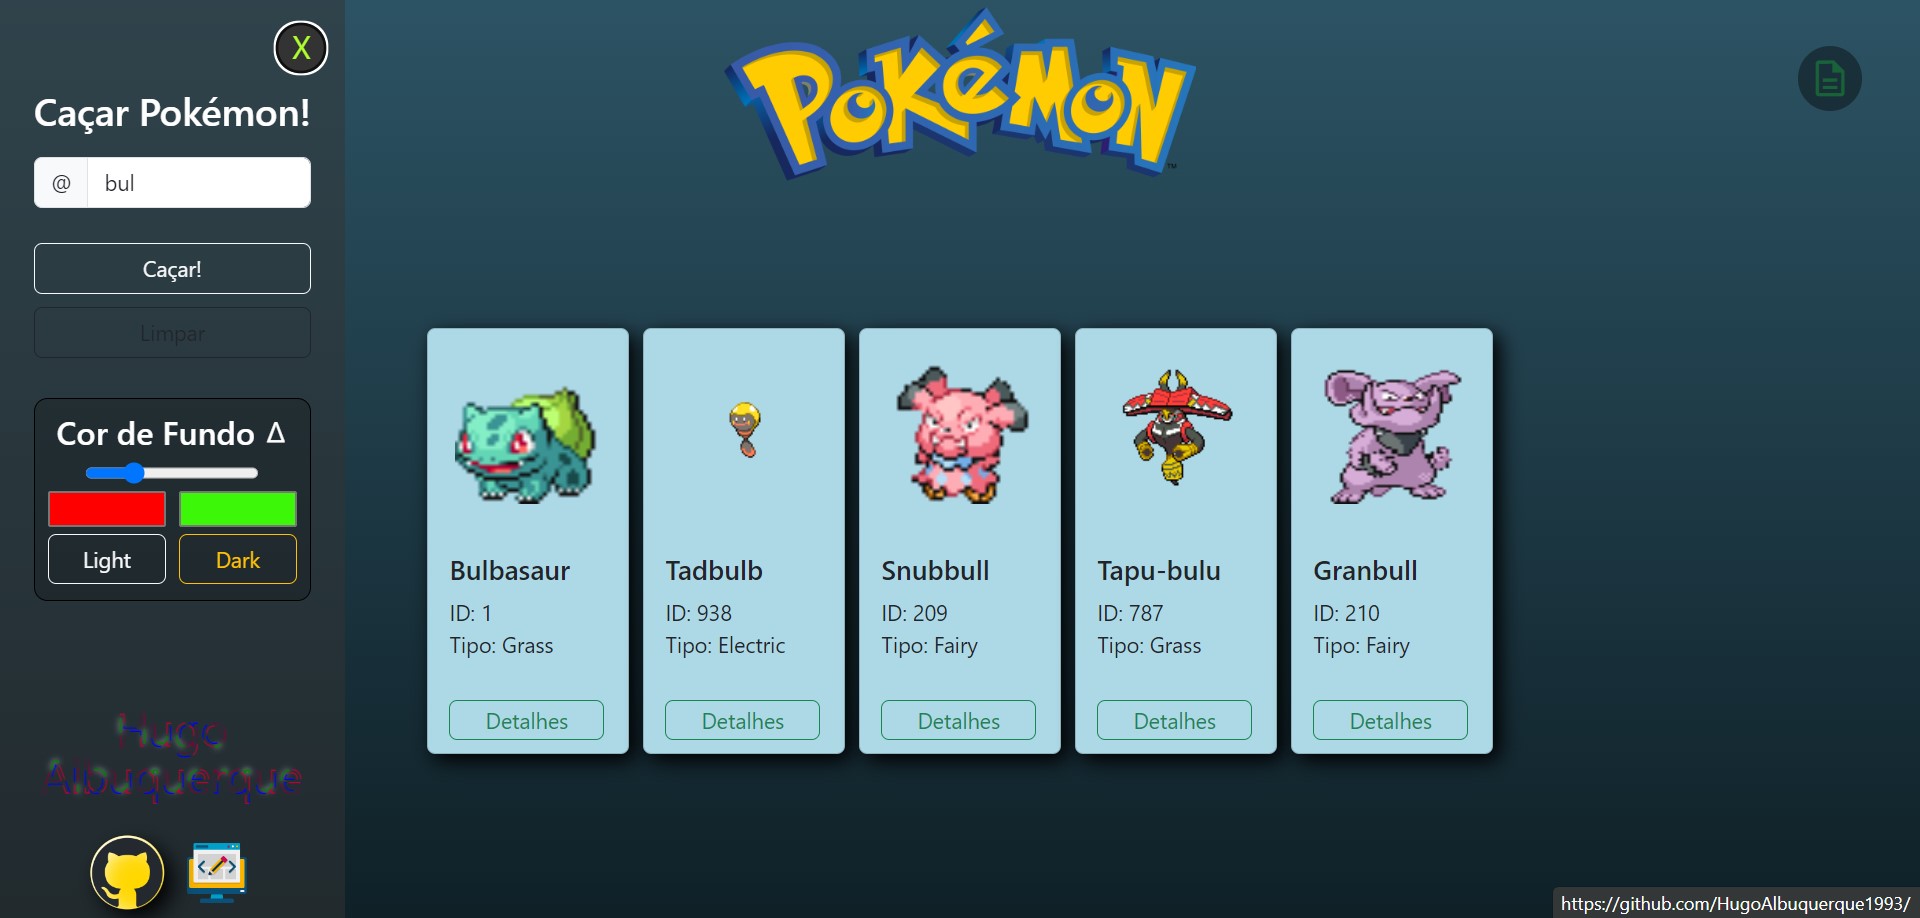 X
Caçar Pokémon!
@ bul
Caçar!
Limpar
Cor de Fundo Δ
Light Dark
Hugo
Albuquerque
POKéMON
™
Bulbasaur
ID: 1
Tipo: Grass
Detalhes
Tadbulb
ID: 938
Tipo: Electric
Detalhes
Snubbull
ID: 209
Tipo: Fairy
Detalhes
Tapu-bulu
ID: 787
Tipo: Grass
Detalhes
Granbull
ID: 210
Tipo: Fairy
Detalhes
https://github.com/HugoAlbuquerque1993/